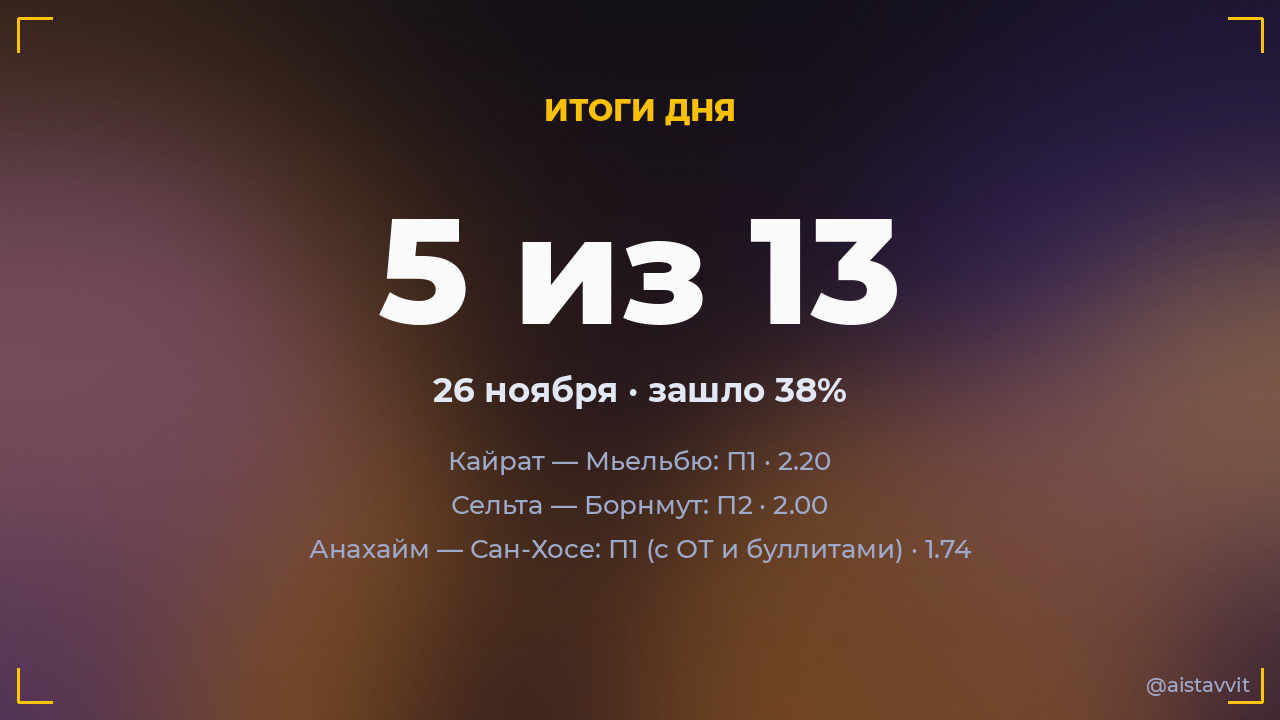 ИТОГИ ДНЯ
5 из 13
26 ноября · зашло 38%
Кайрат — Мьельбю: П1 · 2.20
Сельта — Борнмут: П2 · 2.00
Анахайм — Сан-Хосе: П1 (с ОТ и буллитами) · 1.74
@aistavvit